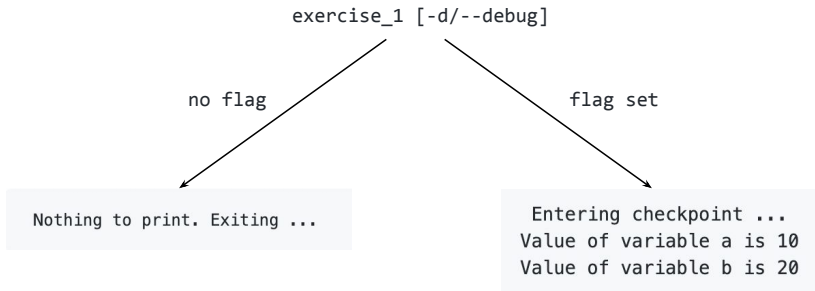 exercise_1 [-d/--debug]
no flag
flag set
Nothing to print. Exiting ...
Entering checkpoint ...
Value of variable a is 10
Value of variable b is 20